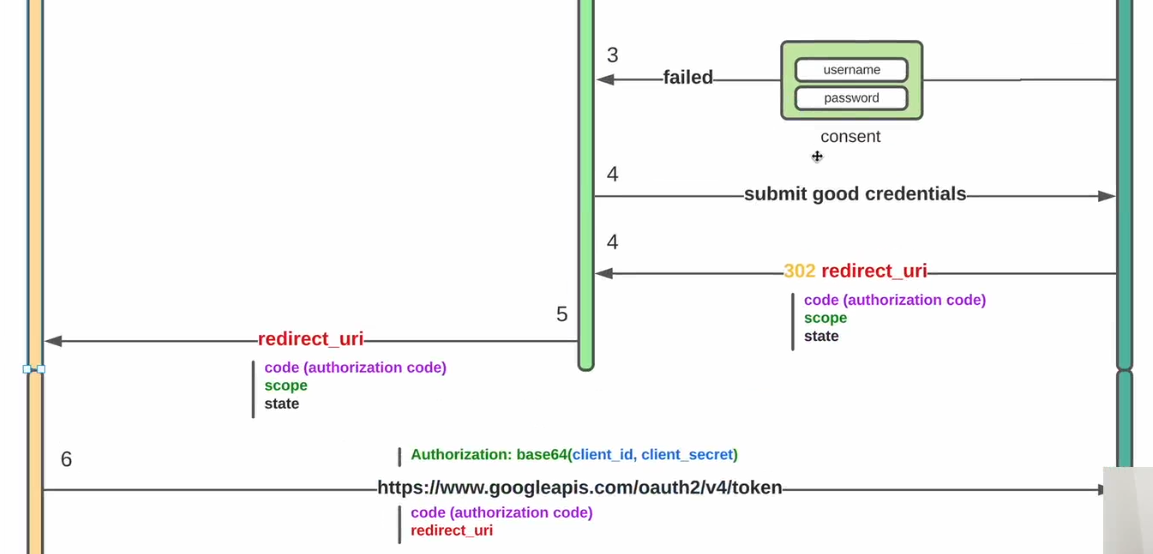 3
username
failed
password
consent
4
submit good credentials
4
302 redirect_uri
code (authorization code)
scope
state
5
redirect_uri
code (authorization code)
scope
state
6
Authorization: base64(client_id, client_secret)
https://www.googleapis.com/oauth2/v4/token
code (authorization code)
redirect_uri